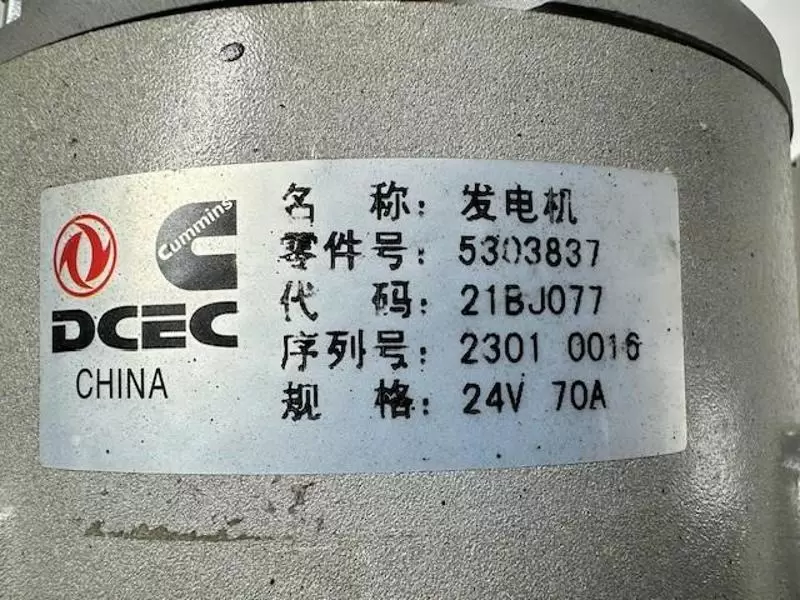 Cummins
DCEC
CHINA
名 称：发电机
零件号：5303837
代 码：21BJ077
序列号：2301 0016
规 格：24V 70A